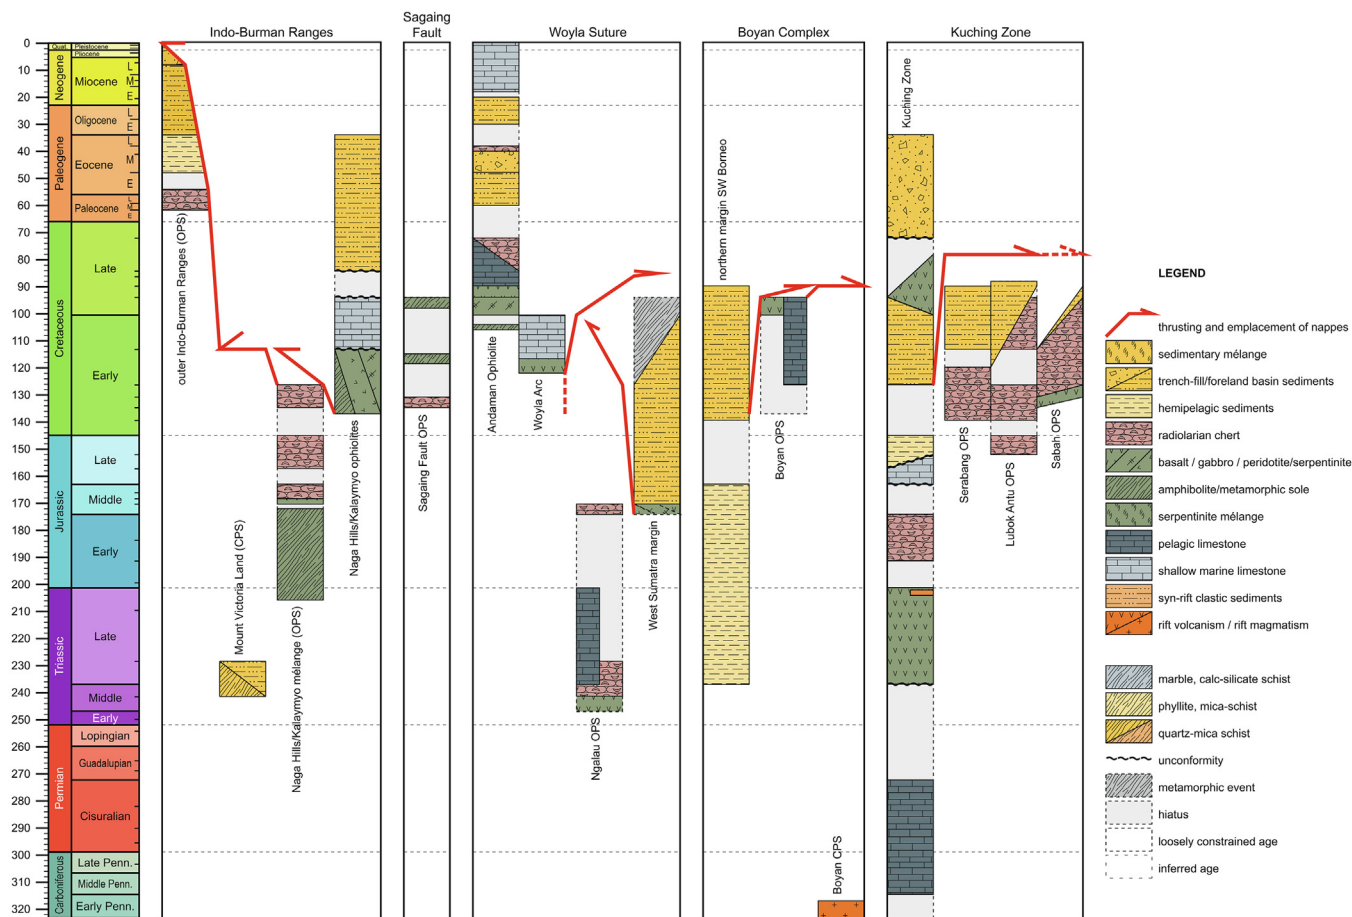 Indo-Burman Ranges
Sagaing
Fault
Woyla Suture
Boyan Complex
Kuching Zone
0
10
20
30
40
50
60
70
80
90
100
110
120
130
140
150
160
170
180
190
200
210
220
230
240
250
260
270
280
290
300
310
320
Quat.
Pleistocene
Neogene
Pliocene
Miocene
L
M
E
Paleogene
Oligocene
L
E
Eocene
L
M
E
Paleocene
L
M
E
Cretaceous
Late
Early
Jurassic
Late
Middle
Early
Triassic
Late
Middle
Early
Permian
Lopingian
Guadalupian
Cisuralian
Carboniferous
Late Penn.
Middle Penn.
Early Penn.
outer Indo-Burman Ranges (OPS)
Mount Victoria Land (CPS)
Naga Hills/Kalaymyo mélange (OPS)
Naga Hills/Kalaymyo ophiolites
Sagaing Fault OPS
Andaman Ophiolite
Woyla Arc
Ngalau OPS
West Sumatra margin
northern margin SW Borneo
Boyan OPS
Boyan CPS
Kuching Zone
Serabang OPS
Lubok Antu OPS
Sabah OPS
LEGEND
thrusting and emplacement of nappes
sedimentary mélange
trench-fill/foreland basin sediments
hemipelagic sediments
radiolarian chert
basalt / gabbro / peridotite/serpentinite
amphibolite/metamorphic sole
serpentinite mélange
pelagic limestone
shallow marine limestone
syn-rift clastic sediments
rift volcanism / rift magmatism
marble, calc-silicate schist
phyllite, mica-schist
quartz-mica schist
unconformity
metamorphic event
hiatus
loosely constrained age
inferred age